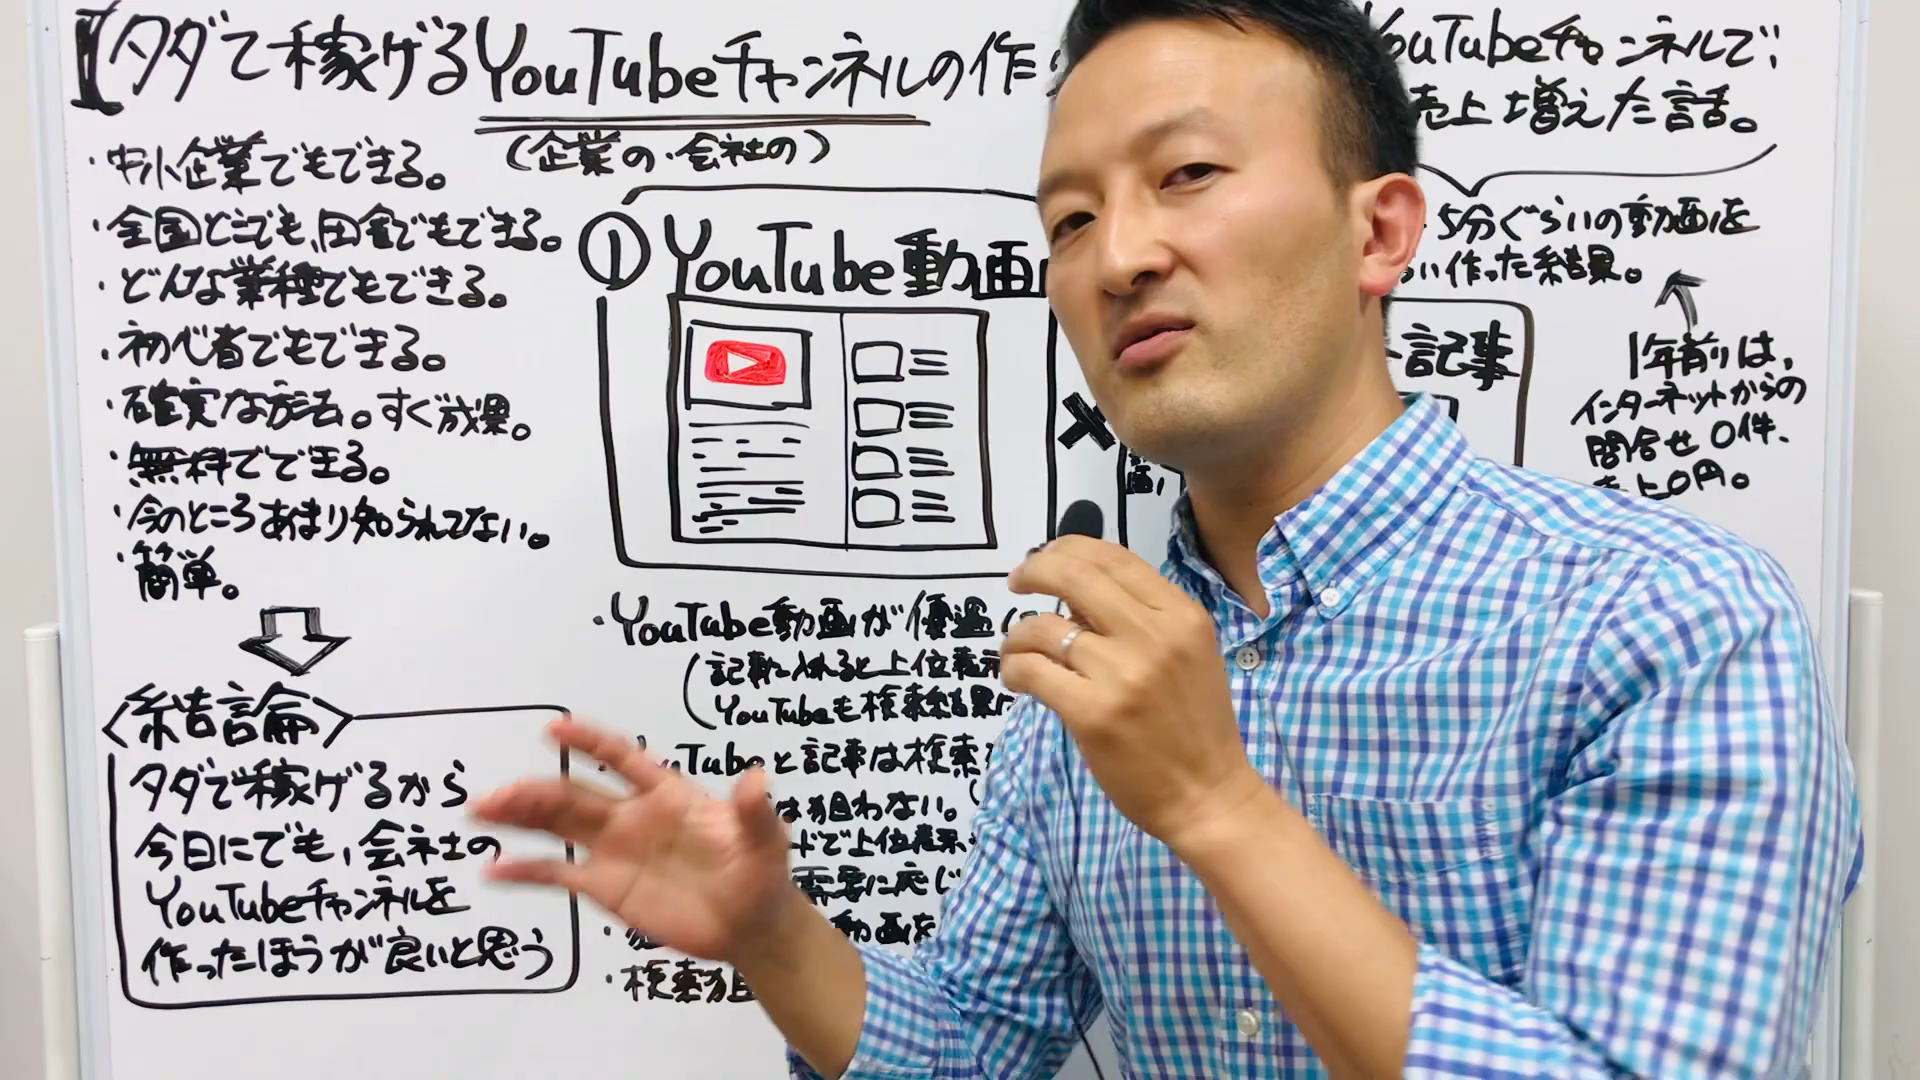 【タダで稼げるYouTubeチャンネルの作
(企業の・会社の)
・中小企業でもできる。
・全国どこでも、田舎でもできる。
・どんな業種でもできる。
・初心者でもできる。
・確実な方法。すぐ成果。
・無料でできる。
・今のところあまり知られてない。
・簡単。
〈結論〉
タダで稼げるから
今日にでも、会社の
YouTubeチャンネルを
作ったほうが良いと思う
① YouTube動画
×
記事
画、
・YouTube動画が優遇(
(記事に入れると上位表示
YouTubeも検索結果に
YouTubeと記事は検索
は狙わない。
ドで上位表示
需要に応じ
動画を
・検索
YouTubeチャンネルで、
売上増えた話。
5分ぐらいの動画を
い作った結果。
1年前は、
インターネットからの
問合せ0件、
売上0円。